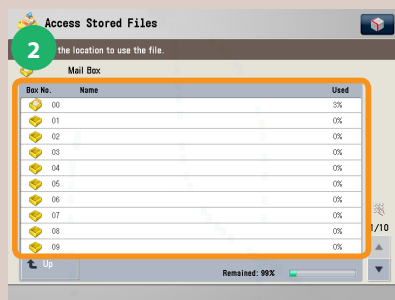 Access Stored Files
2
the location to use the file.
Mail Box
Box No. Name Used
00 3%
01 0%
02 0%
03 0%
04 0%
05 0%
06 0%
07 0%
08 0%
09 0%
1/10
Up
Remained: 99%